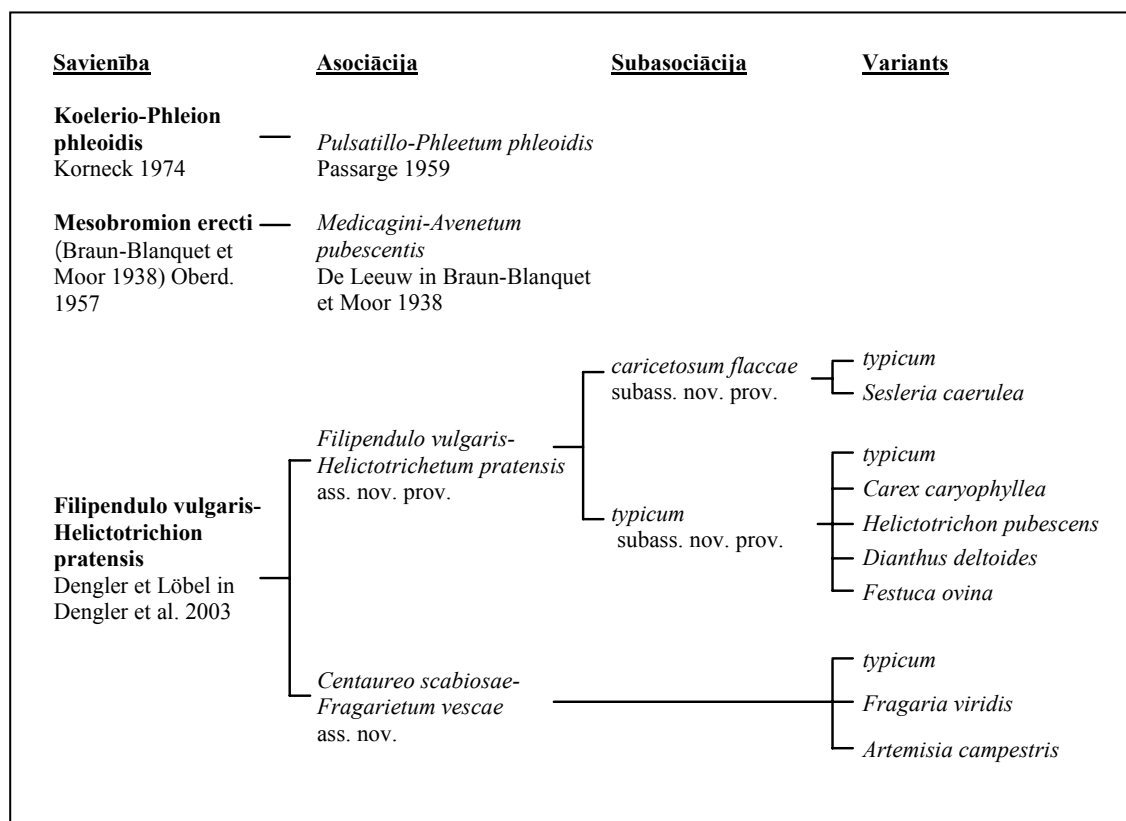 Savienība Asociācija Subasociācija Variants
Koelerio-Phleion
phleoidis
Korneck 1974
Pulsatillo-Phleetum phleoidis
Passarge 1959
Mesobromion erecti
(Braun-Blanquet et
Moor 1938) Oberd.
1957
Medicagini-Avenetum
pubescentis
De Leeuw in Braun-Blanquet
et Moor 1938
Filipendulo vulgaris-
Helictotrichion
pratensis
Dengler et Löbel in
Dengler et al. 2003
Filipendulo vulgaris-
Helictotrichetum pratensis
ass. nov. prov.
caricetosum flaccae
subass. nov. prov.
typicum
Sesleria caerulea
typicum
subass. nov. prov.
typicum
Carex caryophyllea
Helictotrichon pubescens
Dianthus deltoides
Festuca ovina
Centaureo scabiosae-
Fragarietum vescae
ass. nov.
typicum
Fragaria viridis
Artemisia campestris